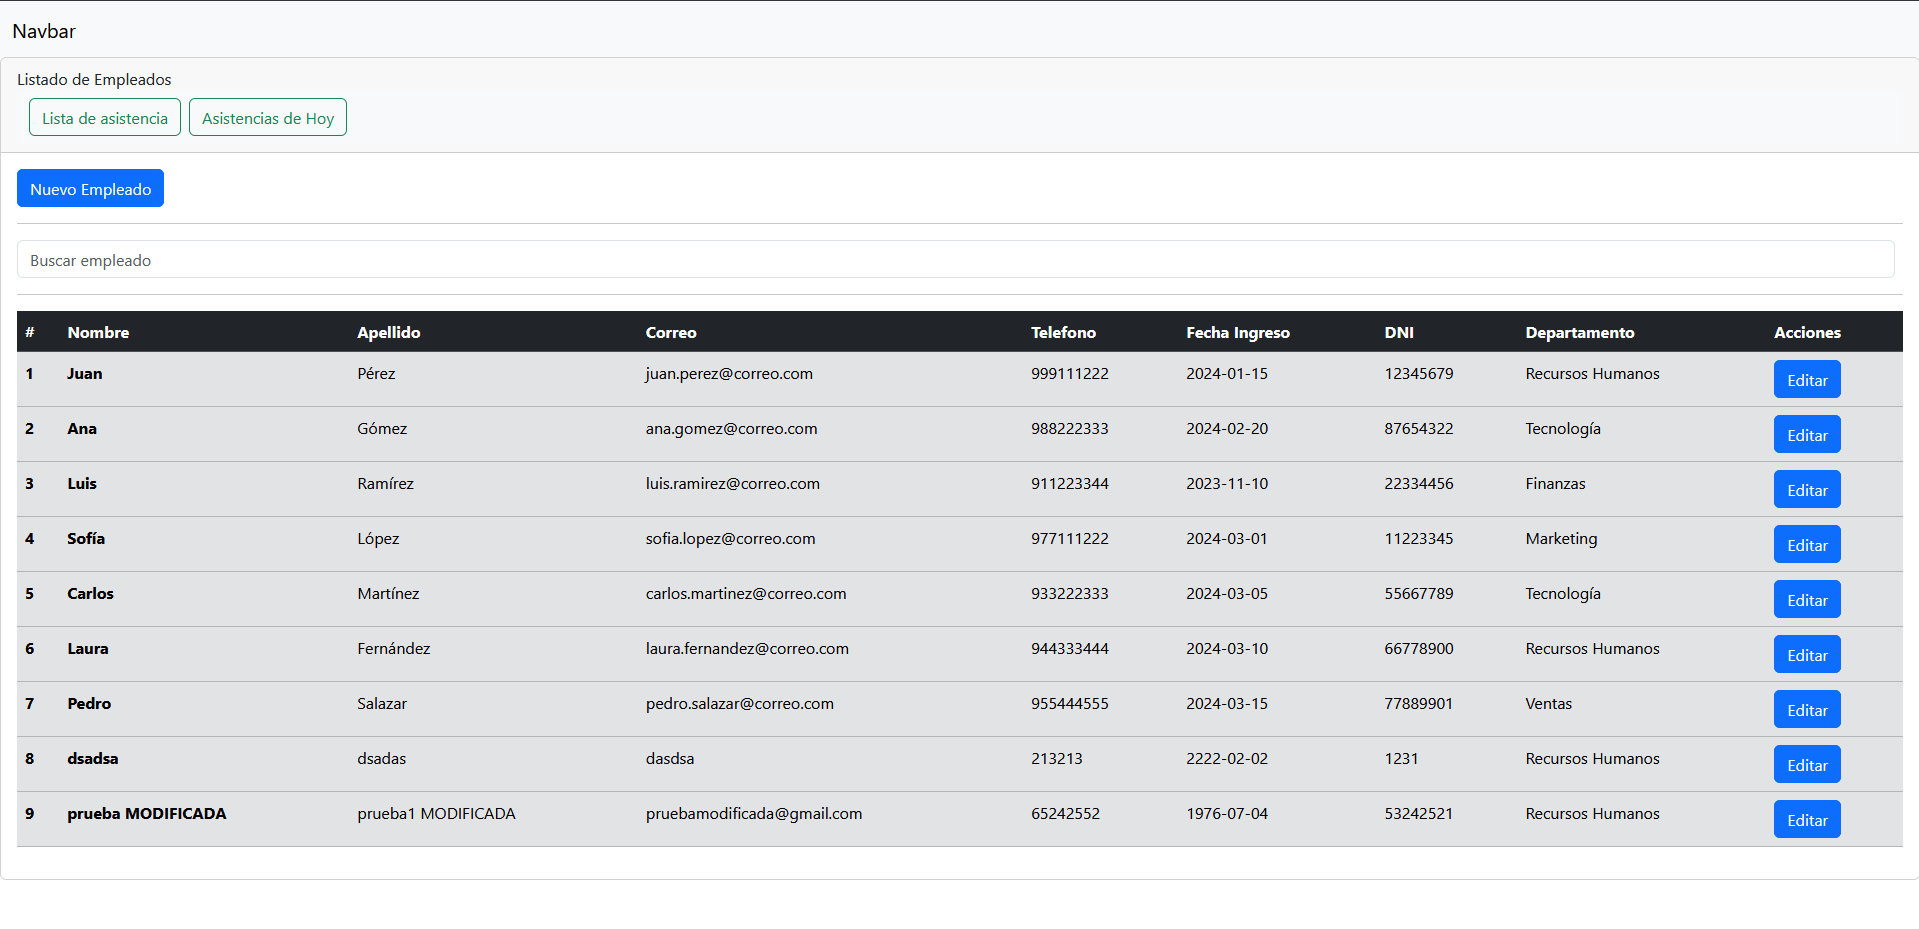 Navbar
Listado de Empleados
Lista de asistencia Asistencias de Hoy
Nuevo Empleado
Buscar empleado
# Nombre Apellido Correo Telefono Fecha Ingreso DNI Departamento Acciones
1 Juan Pérez juan.perez@correo.com 999111222 2024-01-15 12345679 Recursos Humanos Editar
2 Ana Gómez ana.gomez@correo.com 988222333 2024-02-20 87654322 Tecnología Editar
3 Luis Ramírez luis.ramirez@correo.com 911223344 2023-11-10 22334456 Finanzas Editar
4 Sofía López sofia.lopez@correo.com 977111222 2024-03-01 11223345 Marketing Editar
5 Carlos Martínez carlos.martinez@correo.com 933222333 2024-03-05 55667789 Tecnología Editar
6 Laura Fernández laura.fernandez@correo.com 944333444 2024-03-10 66778900 Recursos Humanos Editar
7 Pedro Salazar pedro.salazar@correo.com 955444555 2024-03-15 77889901 Ventas Editar
8 dsadsa dsadas dasdsa 213213 2222-02-02 1231 Recursos Humanos Editar
9 prueba MODIFICADA prueba1 MODIFICADA pruebamodificada@gmail.com 65242552 1976-07-04 53242521 Recursos Humanos Editar